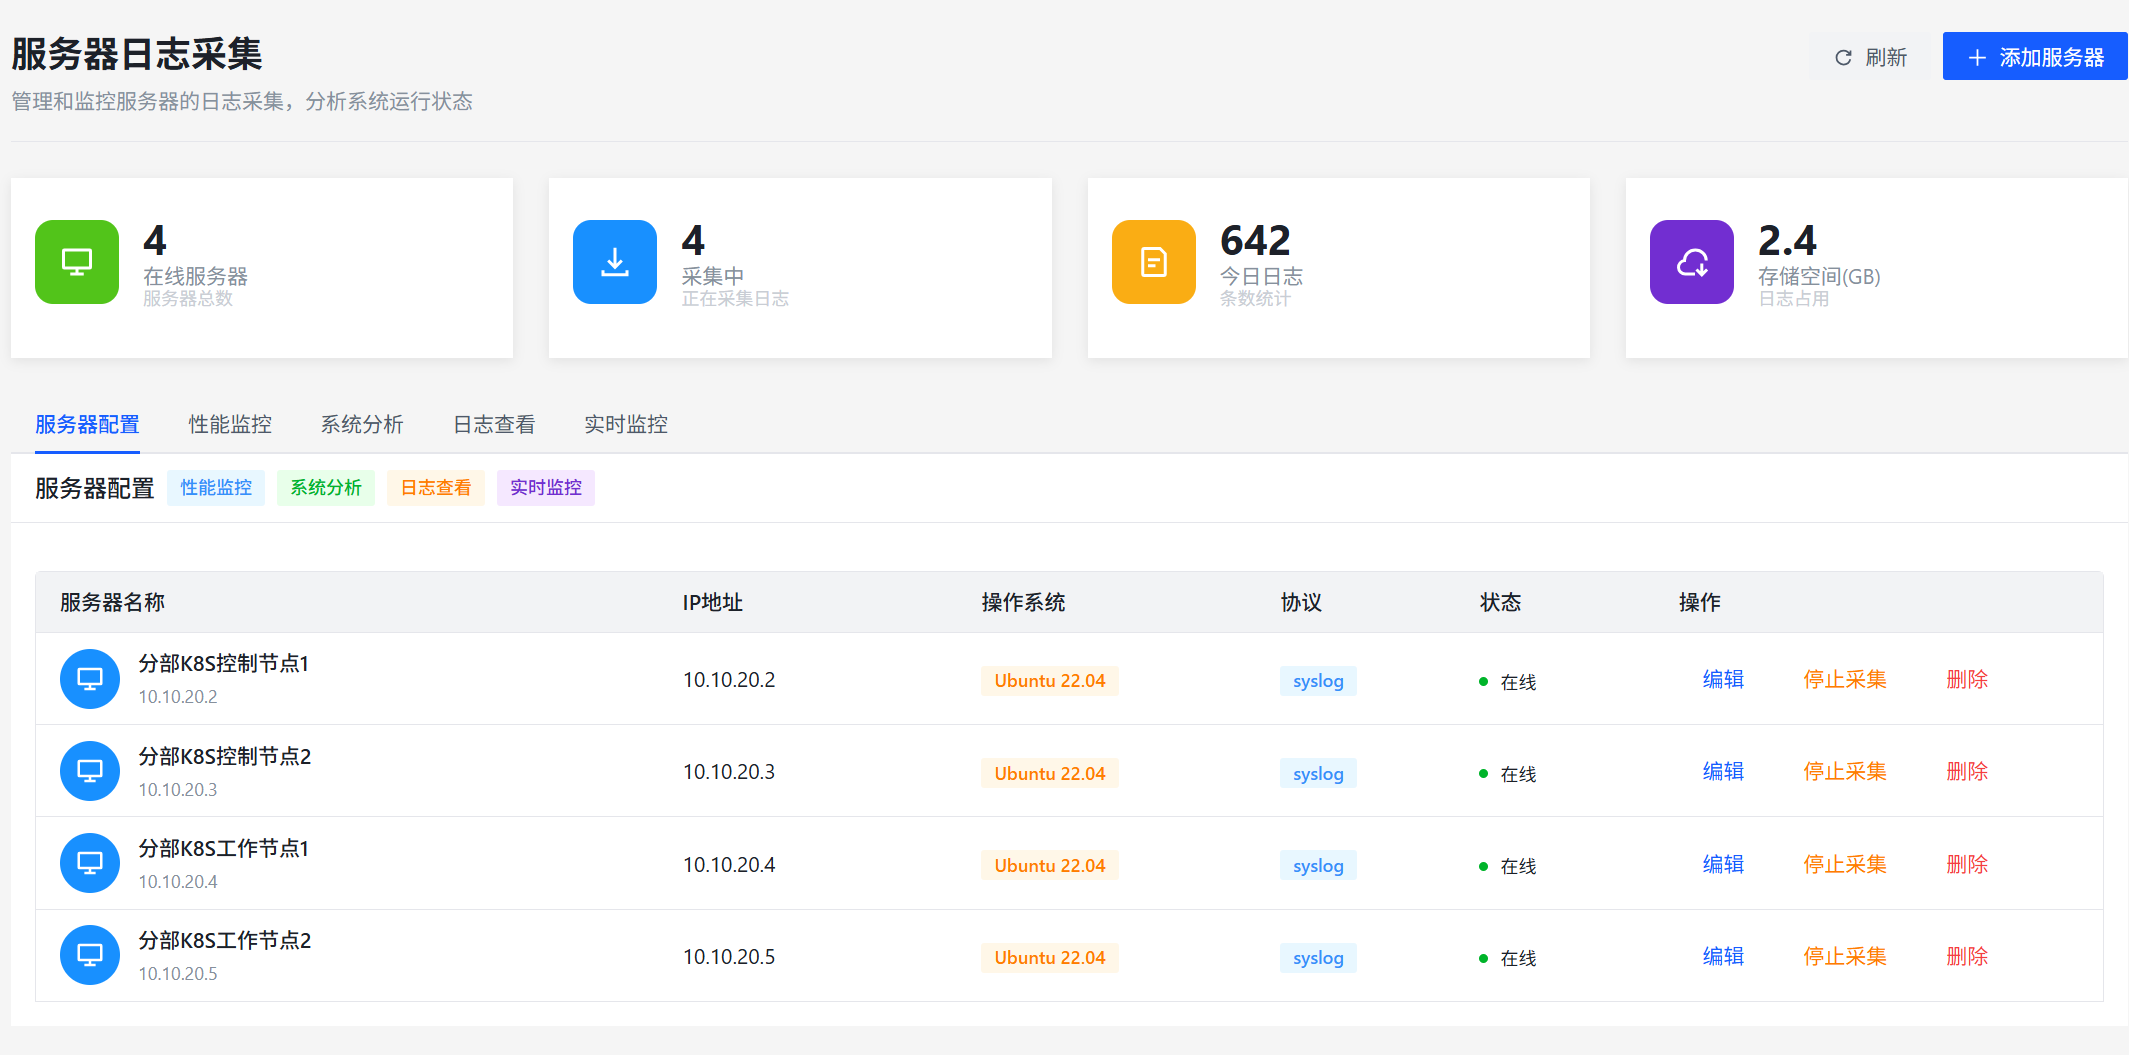 服务器日志采集
刷新
添加服务器
管理和监控服务器的日志采集，分析系统运行状态
4
在线服务器
服务器总数
4
采集中
正在采集日志
642
今日日志
条数统计
2.4
存储空间(GB)
日志占用
服务器配置 性能监控 系统分析 日志查看 实时监控
服务器配置 性能监控 系统分析 日志查看 实时监控
服务器名称 IP地址 操作系统 协议 状态 操作
分部K8S控制节点1
10.10.20.2
10.10.20.2 Ubuntu 22.04 syslog 在线 编辑 停止采集 删除
分部K8S控制节点2
10.10.20.3
10.10.20.3 Ubuntu 22.04 syslog 在线 编辑 停止采集 删除
分部K8S工作节点1
10.10.20.4
10.10.20.4 Ubuntu 22.04 syslog 在线 编辑 停止采集 删除
分部K8S工作节点2
10.10.20.5
10.10.20.5 Ubuntu 22.04 syslog 在线 编辑 停止采集 删除